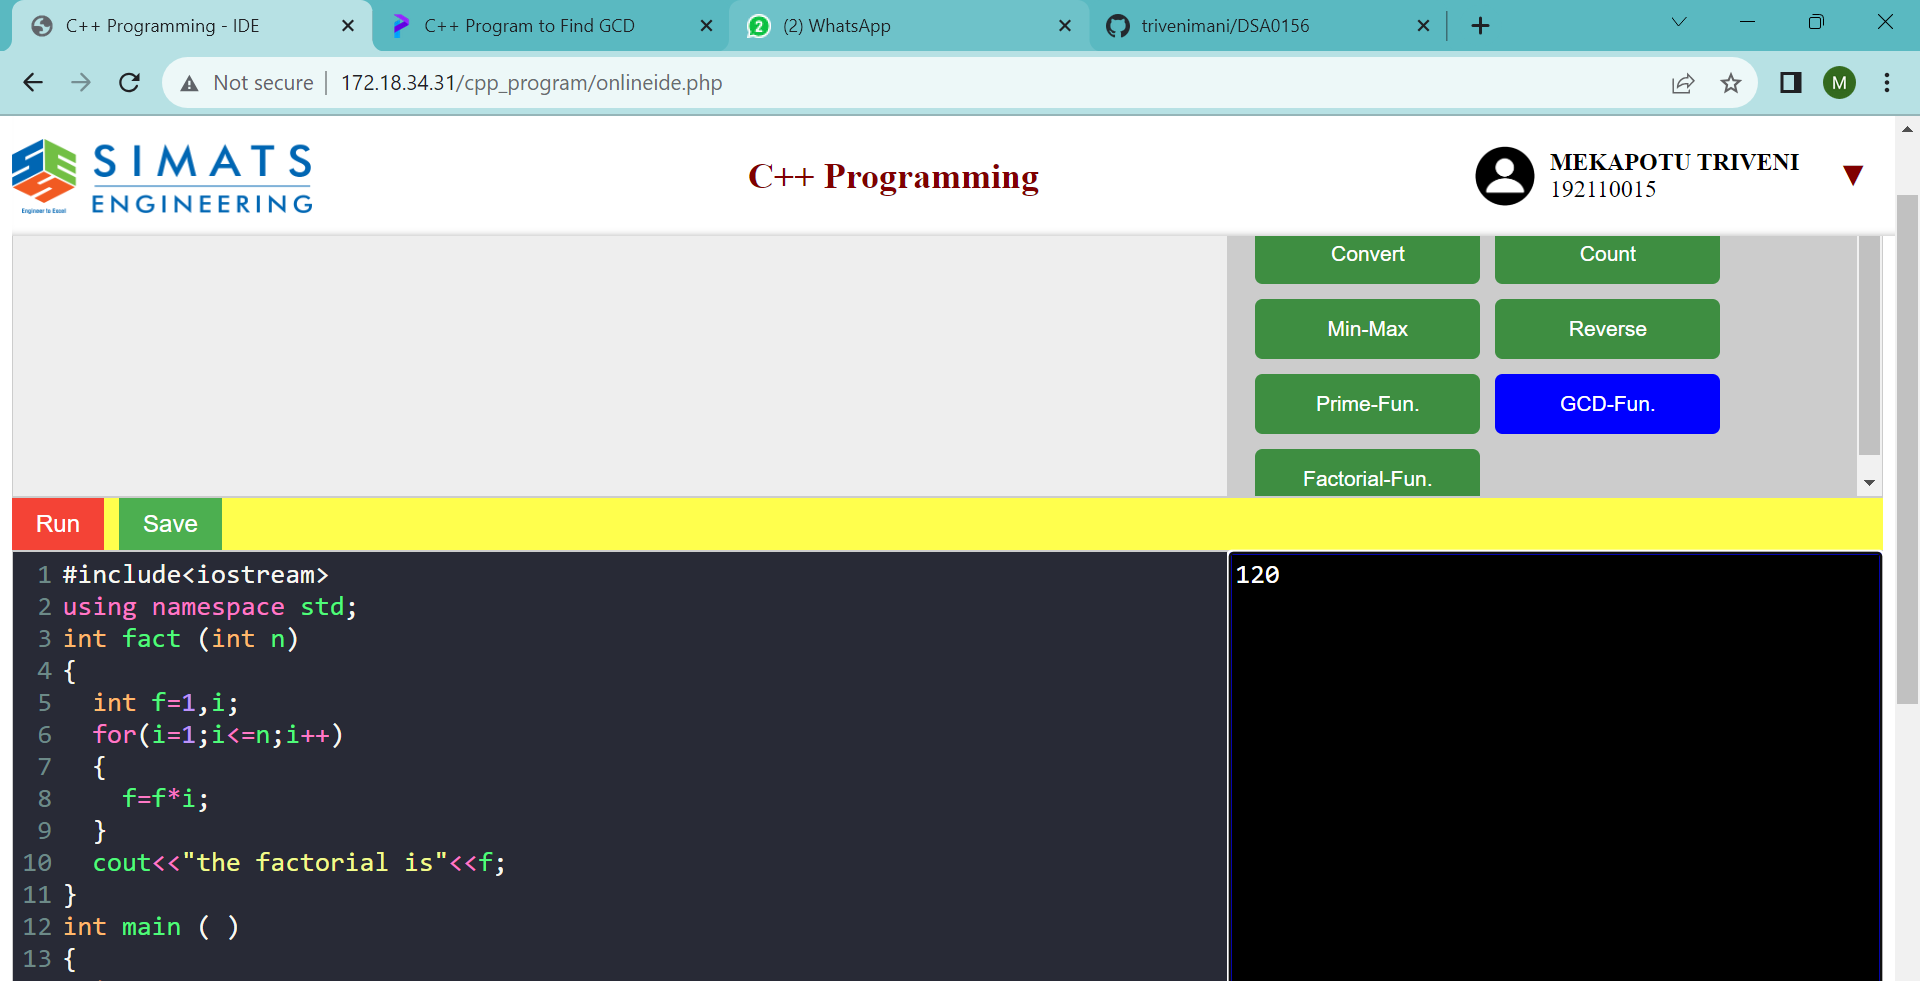 C++ Programming - IDE
C++ Program to Find GCD
2
(2) WhatsApp
trivenimani/DSA0156
Not secure
172.18.34.31/cpp_program/onlineide.php
M
SIMATS
ENGINEERING
Engineer to Excel
C++ Programming
MEKAPOTU TRIVENI
192110015
Convert
Count
Min-Max
Reverse
Prime-Fun.
GCD-Fun.
Factorial-Fun.
Run
Save
1 #include<iostream>
2 using namespace std;
3 int fact (int n)
4 {
5   int f=1,i;
6   for(i=1;i<=n;i++)
7   {
8     f=f*i;
9   }
10   cout<<"the factorial is"<<f;
11 }
12 int main ( )
13 {
120